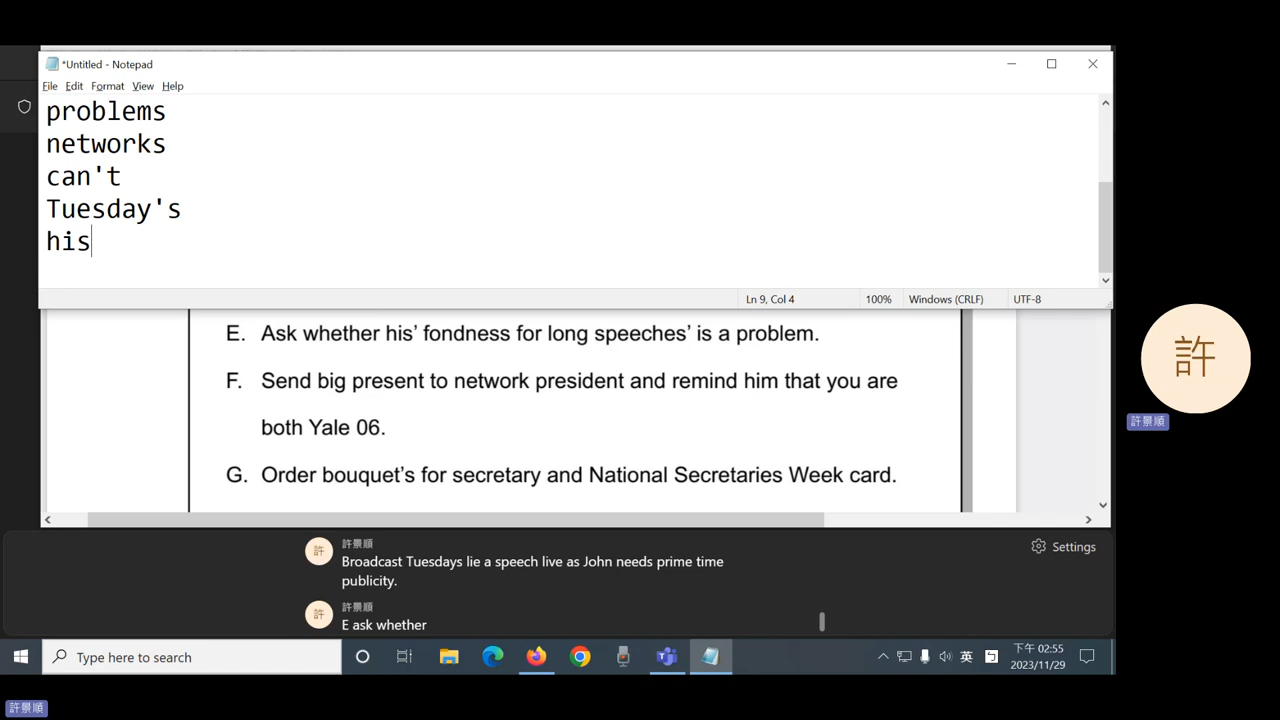 *Untitled - Notepad
File Edit Format View Help
problems
networks
can't
Tuesday's
his
Ln 9, Col 4 100% Windows (CRLF) UTF-8
E. Ask whether his’ fondness for long speeches’ is a problem.
F. Send big present to network president and remind him that you are
both Yale 06.
G. Order bouquet’s for secretary and National Secretaries Week card.
許
許景順
許 許景順
Broadcast Tuesdays lie a speech live as John needs prime time
publicity.
許 許景順
E ask whether
Settings
Type here to search
英
下午 02:55
2023/11/29
許景順